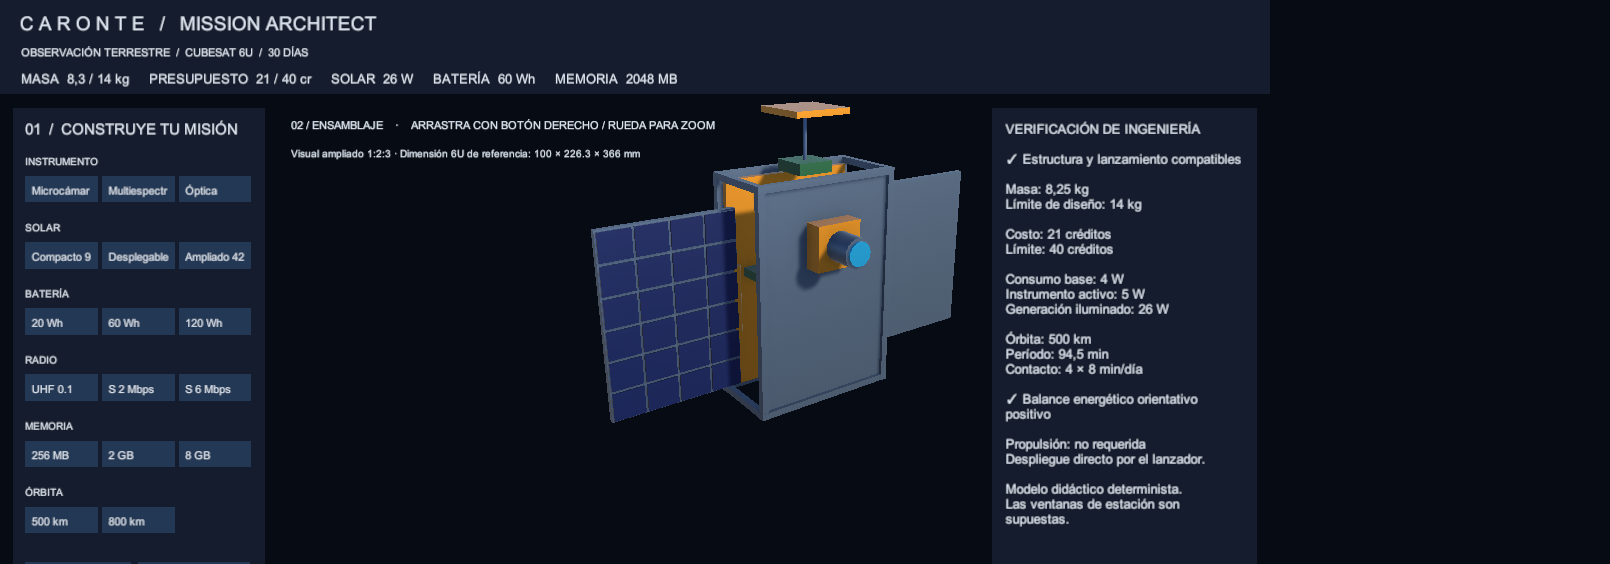 CARONTE / MISSION ARCHITECT
OBSERVACIÓN TERRESTRE / CUBESAT 6U / 30 DÍAS
MASA 8,3 / 14 kg PRESUPUESTO 21 / 40 cr SOLAR 26 W BATERÍA 60 Wh MEMORIA 2048 MB
01 / CONSTRUYE TU MISIÓN
INSTRUMENTO
Microcámar Multiespectr Óptica
SOLAR
Compacto 9 Desplegable Ampliado 42
BATERÍA
20 Wh 60 Wh 120 Wh
RADIO
UHF 0.1 S 2 Mbps S 6 Mbps
MEMORIA
256 MB 2 GB 8 GB
ÓRBITA
500 km 800 km
02 / ENSAMBLAJE · ARRASTRA CON BOTÓN DERECHO / RUEDA PARA ZOOM
Visual ampliado 1:2:3 · Dimensión 6U de referencia: 100 × 226.3 × 366 mm
VERIFICACIÓN DE INGENIERÍA
✓ Estructura y lanzamiento compatibles
Masa: 8,25 kg
Límite de diseño: 14 kg
Costo: 21 créditos
Límite: 40 créditos
Consumo base: 4 W
Instrumento activo: 5 W
Generación iluminado: 26 W
Órbita: 500 km
Período: 94,5 min
Contacto: 4 × 8 min/día
✓ Balance energético orientativo
positivo
Propulsión: no requerida
Despliegue directo por el lanzador.
Modelo didáctico determinista.
Las ventanas de estación son
supuestas.